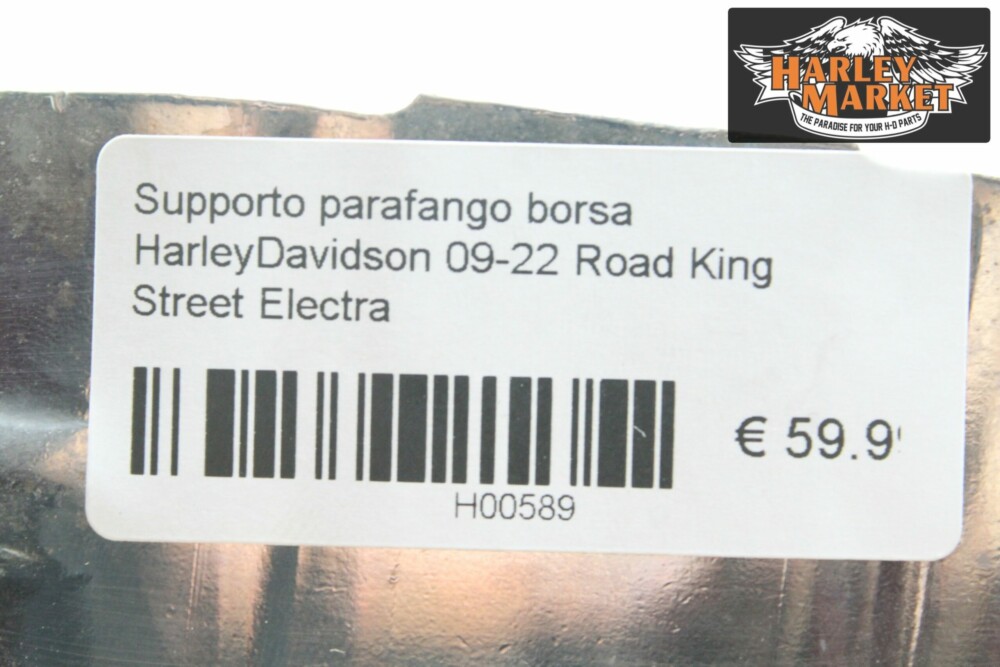 HARLEY
MARKET
THE PARADISE FOR YOUR H-D PARTS
Supporto parafango borsa
HarleyDavidson 09-22 Road King
Street Electra
€ 59.9
H00589